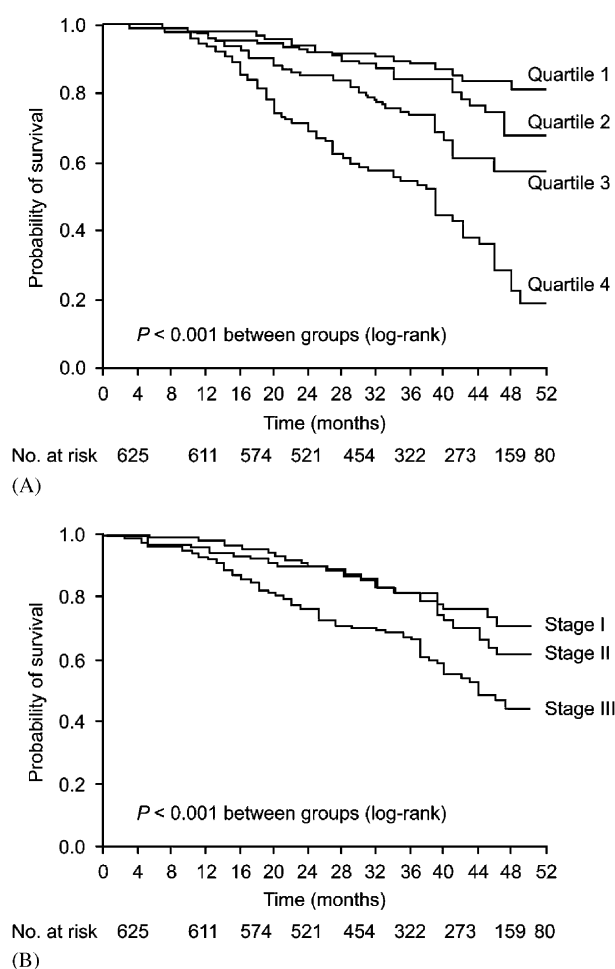 1.0
0.8
0.6
0.4
0.2
0.0
Probability of survival
Quartile 1
Quartile 2
Quartile 3
Quartile 4
P < 0.001 between groups (log-rank)
0 4 8 12 16 20 24 28 32 36 40 44 48 52
Time (months)
No. at risk 625 611 574 521 454 322 273 159 80
(A)
1.0
0.8
0.6
0.4
0.2
0.0
Probability of survival
Stage I
Stage II
Stage III
P < 0.001 between groups (log-rank)
0 4 8 12 16 20 24 28 32 36 40 44 48 52
Time (months)
No. at risk 625 611 574 521 454 322 273 159 80
(B)